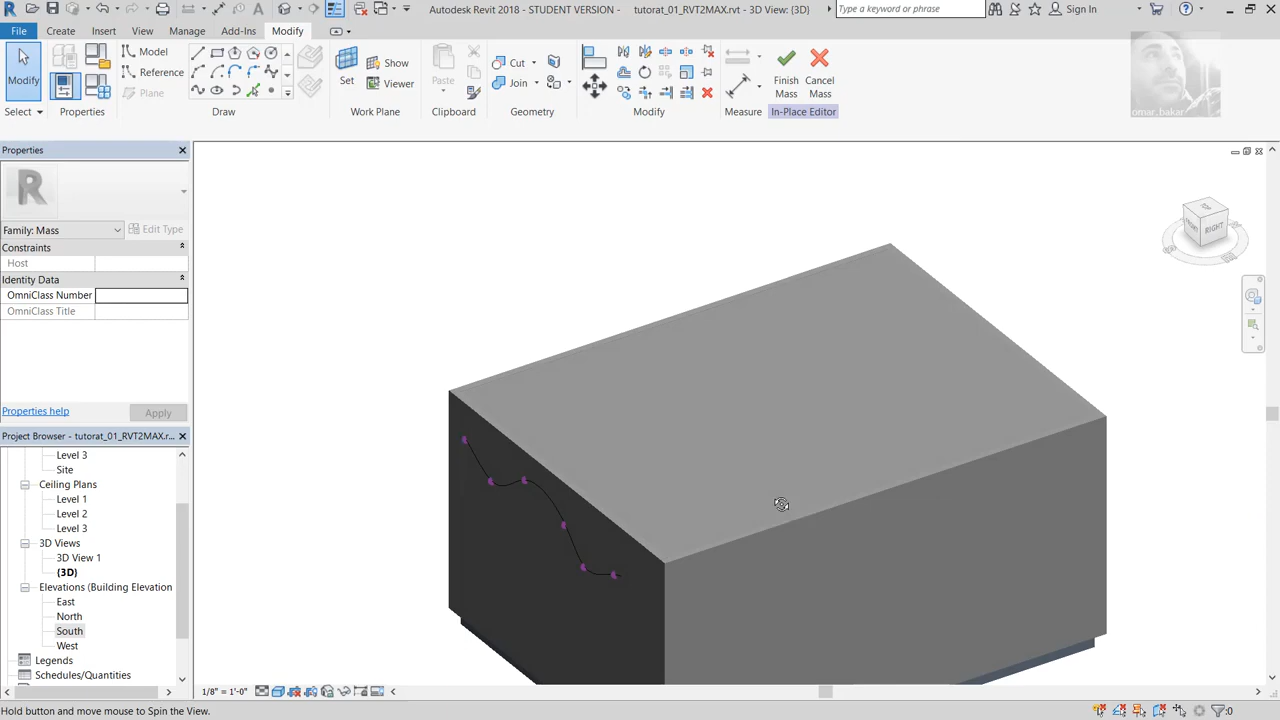 Autodesk Revit 2018 - STUDENT VERSION - tutorat_01_RVT2MAX.rvt - 3D View: {3D}
Type a keyword or phrase
Sign In
File Create Insert View Manage Add-Ins Modify
Modify
Model
Reference
Plane
Set
Show
Viewer
Paste
Cut
Join
Finish Mass
Cancel Mass
Select Properties Draw Work Plane Clipboard Geometry Modify Measure In-Place Editor
omar_bakar
Properties
R
Family: Mass
Edit Type
Constraints
Host
Identity Data
OmniClass Number
OmniClass Title
Properties help
Apply
TOP
FRONT
RIGHT
Project Browser - tutorat_01_RVT2MAX.r...
Level 3
Site
Ceiling Plans
Level 1
Level 2
Level 3
3D Views
3D View 1
{3D}
Elevations (Building Elevation
East
North
South
West
Legends
Schedules/Quantities
1/8" = 1'-0"
Hold button and move mouse to Spin the View.
:0